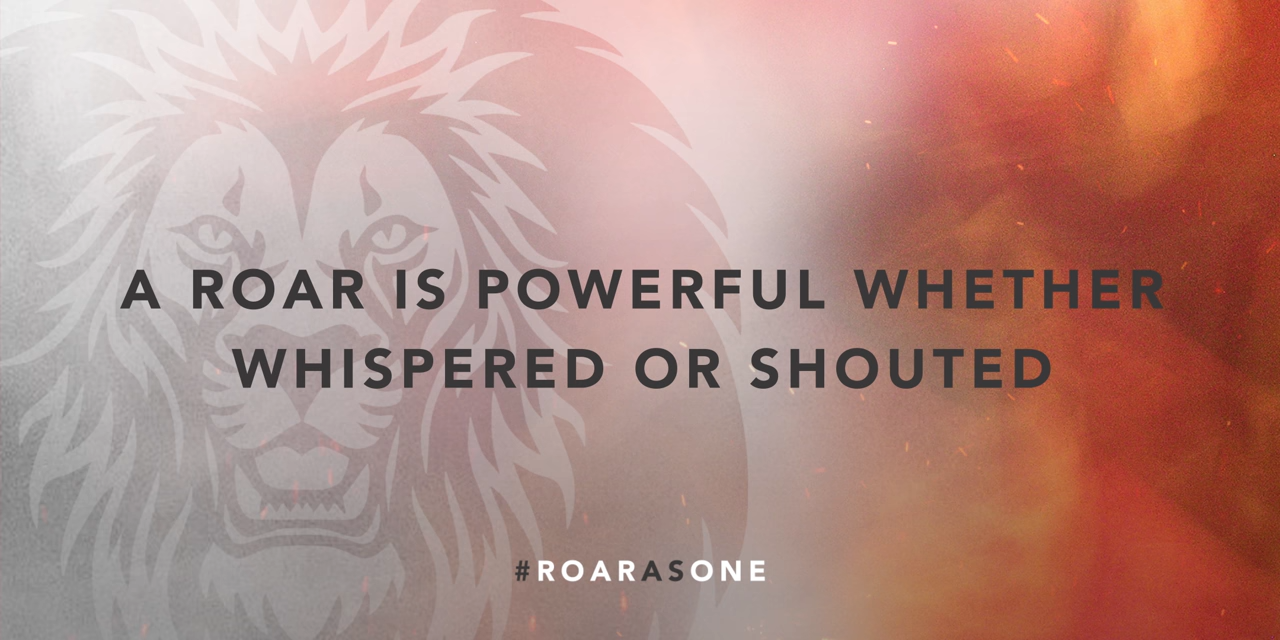 A ROAR IS POWERFUL WHETHER
WHISPERED OR SHOUTED
#ROARASONE